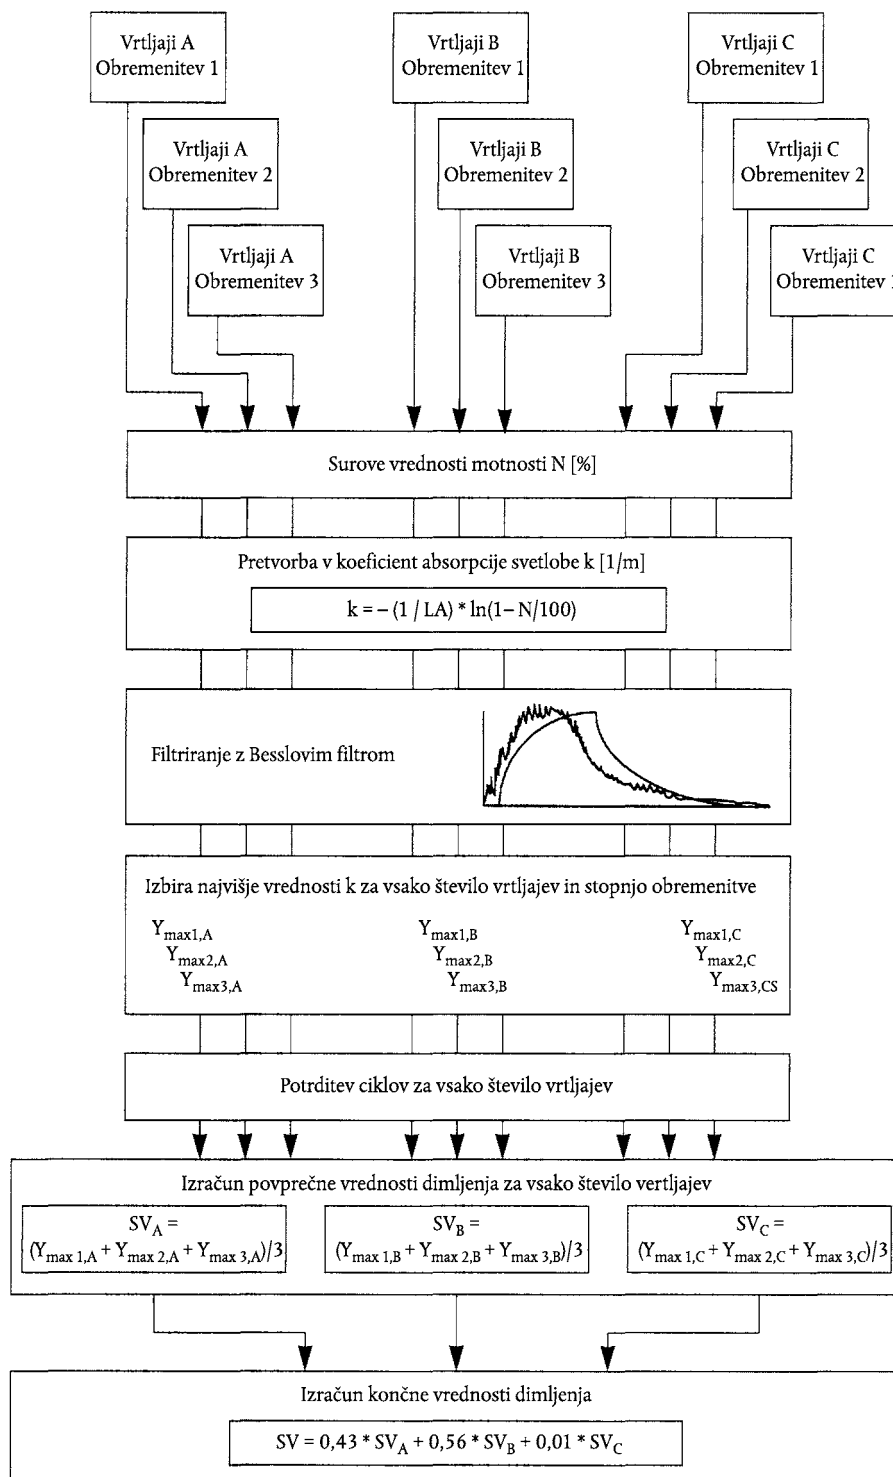 Vrtljaji A
Obremenitev 1
Vrtljaji B
Obremenitev 1
Vrtljaji C
Obremenitev 1
Vrtljaji A
Obremenitev 2
Vrtljaji B
Obremenitev 2
Vrtljaji C
Obremenitev 2
Vrtljaji A
Obremenitev 3
Vrtljaji B
Obremenitev 3
Vrtljaji C
Obremenitev
Surove vrednosti motnosti N [%]
Pretvorba v koeficient absorpcije svetlobe k [1/m]
k = – (1 / LA) * ln(1– N/100)
Filtriranje z Besslovim filtrom
Izbira najvišje vrednosti k za vsako število vrtljajev in stopnjo obremenitve
Ymax1,A Ymax1,B Ymax1,C
Ymax2,A Ymax2,B Ymax2,C
Ymax3,A Ymax3,B Ymax3,CS
Potrditev ciklov za vsako število vrtljajev
Izračun povprečne vrednosti dimljenja za vsako število vertljajev
SVA =
(Ymax 1,A + Ymax 2,A + Ymax 3,A)/3
SVB =
(Ymax 1,B + Ymax 2,B + Ymax 3,B)/3
SVC =
(Ymax 1,C + Ymax 2,C + Ymax 3,C)/3
Izračun končne vrednosti dimljenja
SV = 0,43 * SVA + 0,56 * SVB + 0,01 * SVC